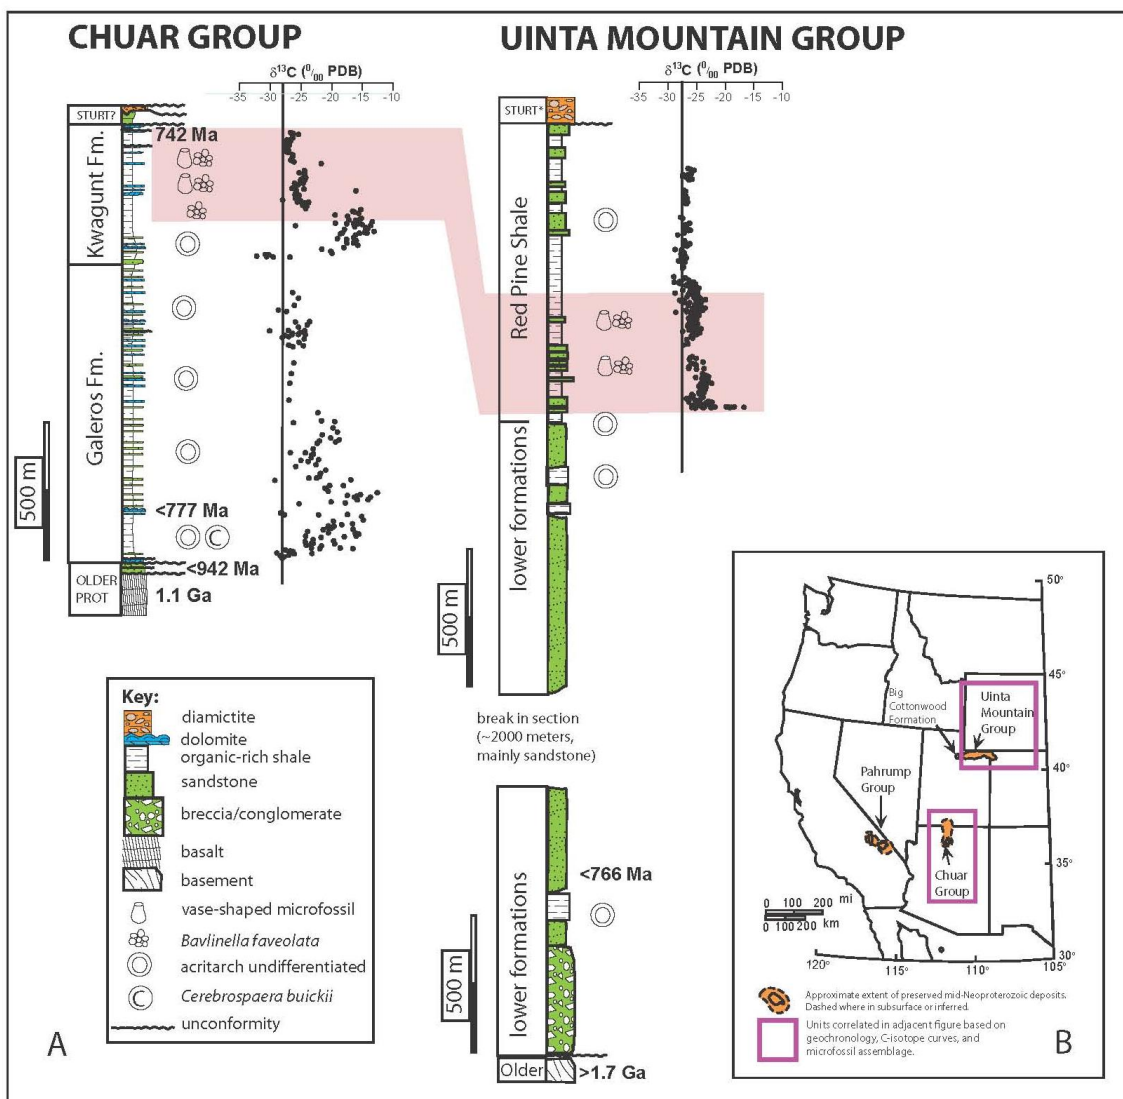 CHUAR GROUP
UINTA MOUNTAIN GROUP
δ¹³C (⁰/₀₀ PDB)
-35 -25 -20 -15 -10
δ¹³C (⁰/₀₀ PDB)
-35 -25 -20 -15 -10
STURT?
STURT*
742 Ma
Kwagunt Fm.
Red Pine Shale
Galeros Fm.
500 m
<777 Ma
C
<942 Ma
OLDER
PROT
1.1 Ga
lower formations
500 m
break in section
(~2000 meters,
mainly sandstone)
<766 Ma
lower formations
500 m
Older
>1.7 Ga
Key:
diamictite
dolomite
organic-rich shale
sandstone
breccia/conglomerate
basalt
basement
vase-shaped microfossil
Bavlinella faveolata
acritarch undifferentiated
C
Cerebrospaera buickii
unconformity
A
50°
45°
Big
Cottonwood
Formation
Uinta
Mountain
Group
40°
Pahrump
Group
35°
Chuar
Group
0 100 200 mi
0 100 200 km
30°
120°
115°
110°
105°
Approximate extent of preserved mid-Neoproterozoic deposits.
Dashed where in subsurface or inferred.
Units correlated in adjacent figure based on
geochronology, C-isotope curves, and
microfossil assemblage.
B